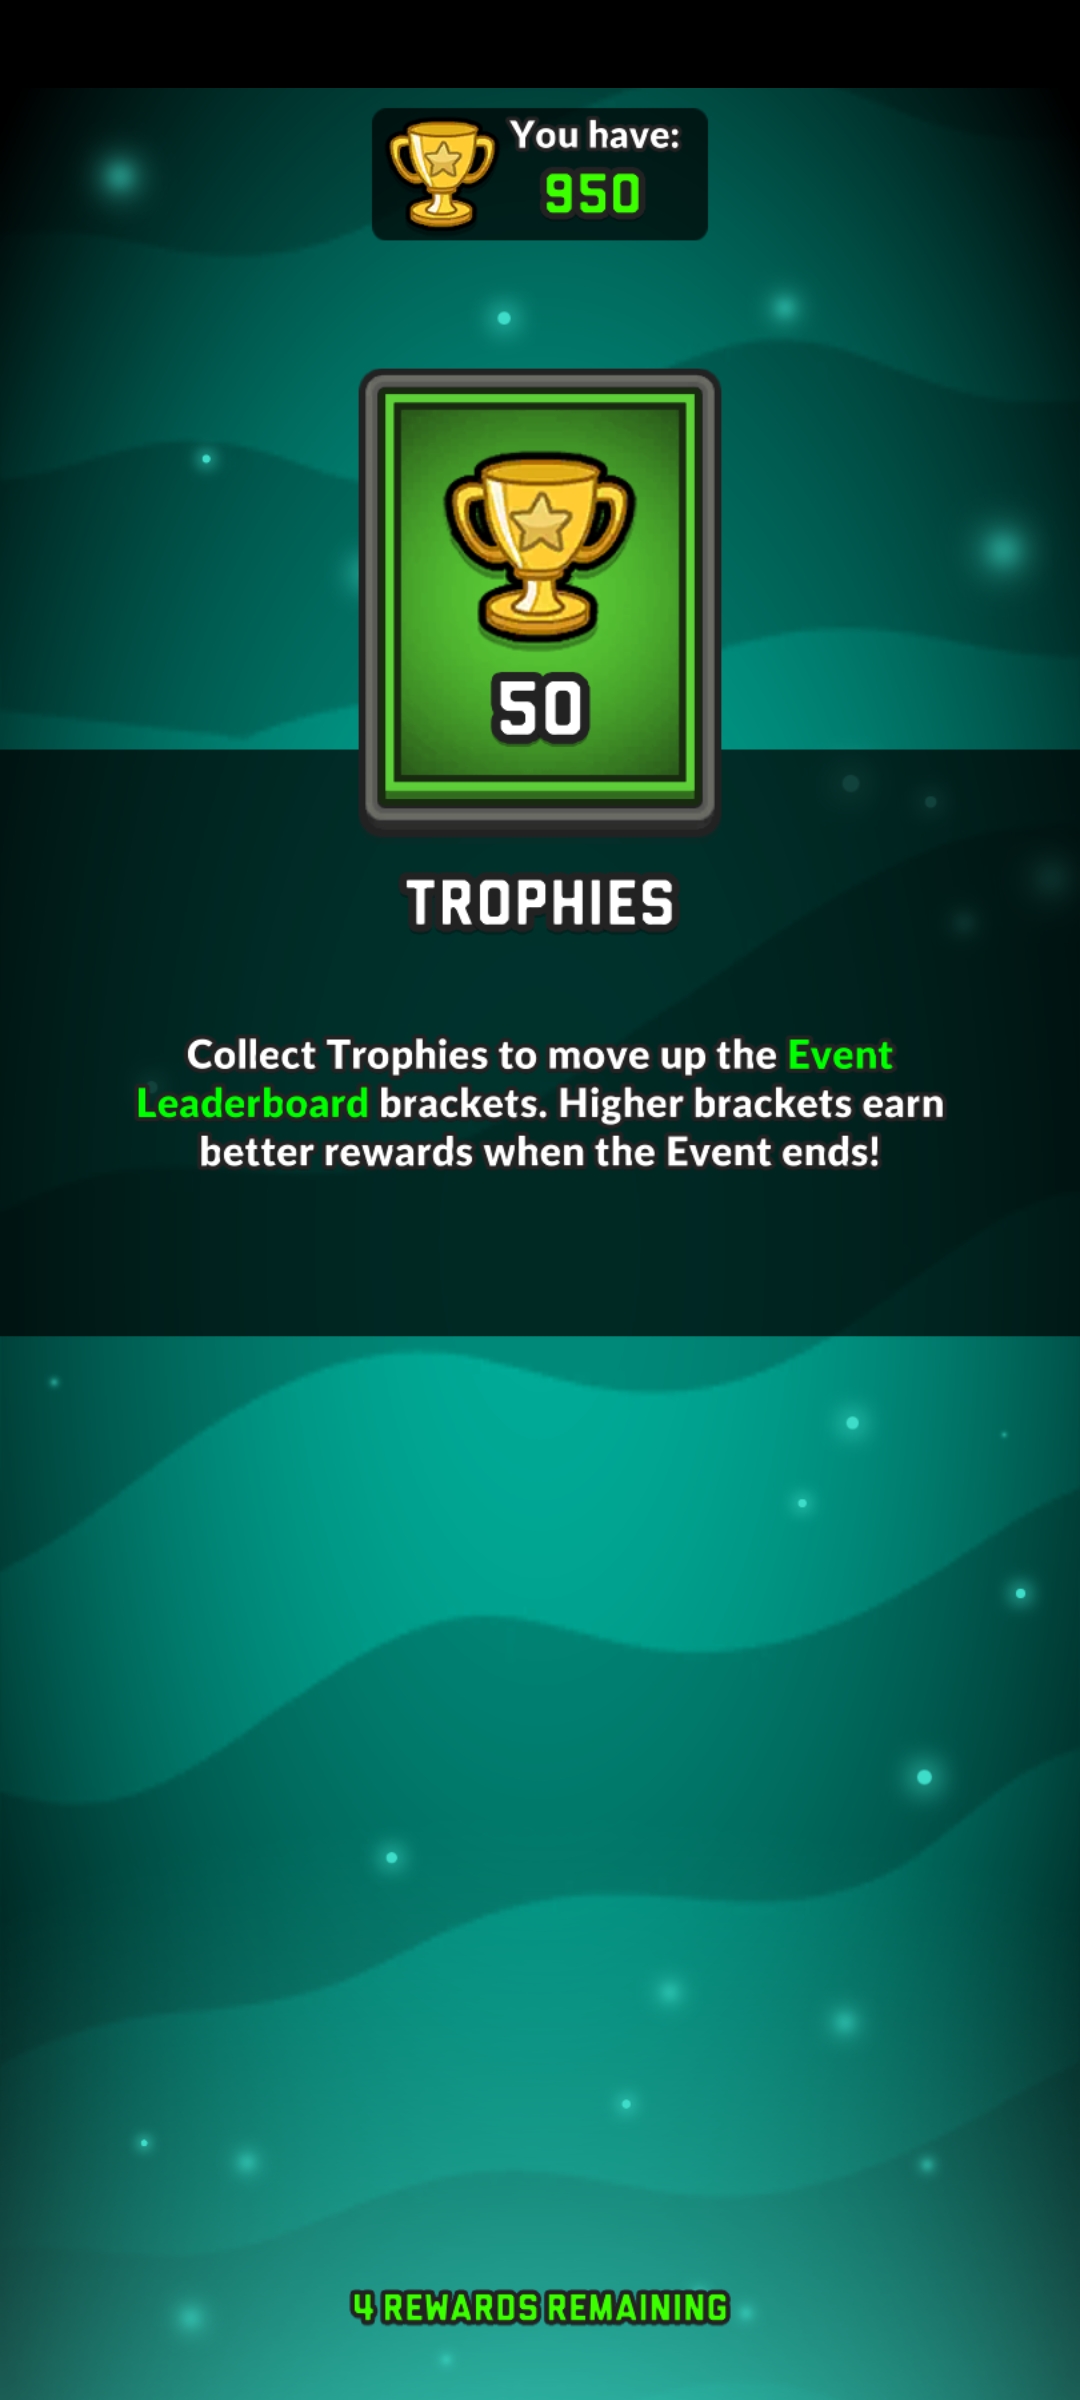 You have:
950
50
TROPHIES
Collect Trophies to move up the Event
Leaderboard brackets. Higher brackets earn
better rewards when the Event ends!
4 REWARDS REMAINING